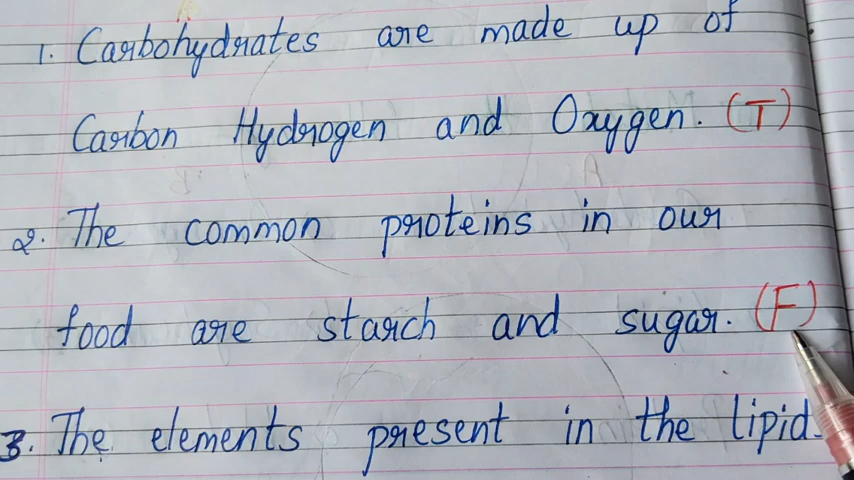 1. Carbohydrates are made up of
Carbon Hydrogen and Oxygen. (T)
2. The common proteins in our
food are starch and sugar. (F)
3. The elements present in the lipid.